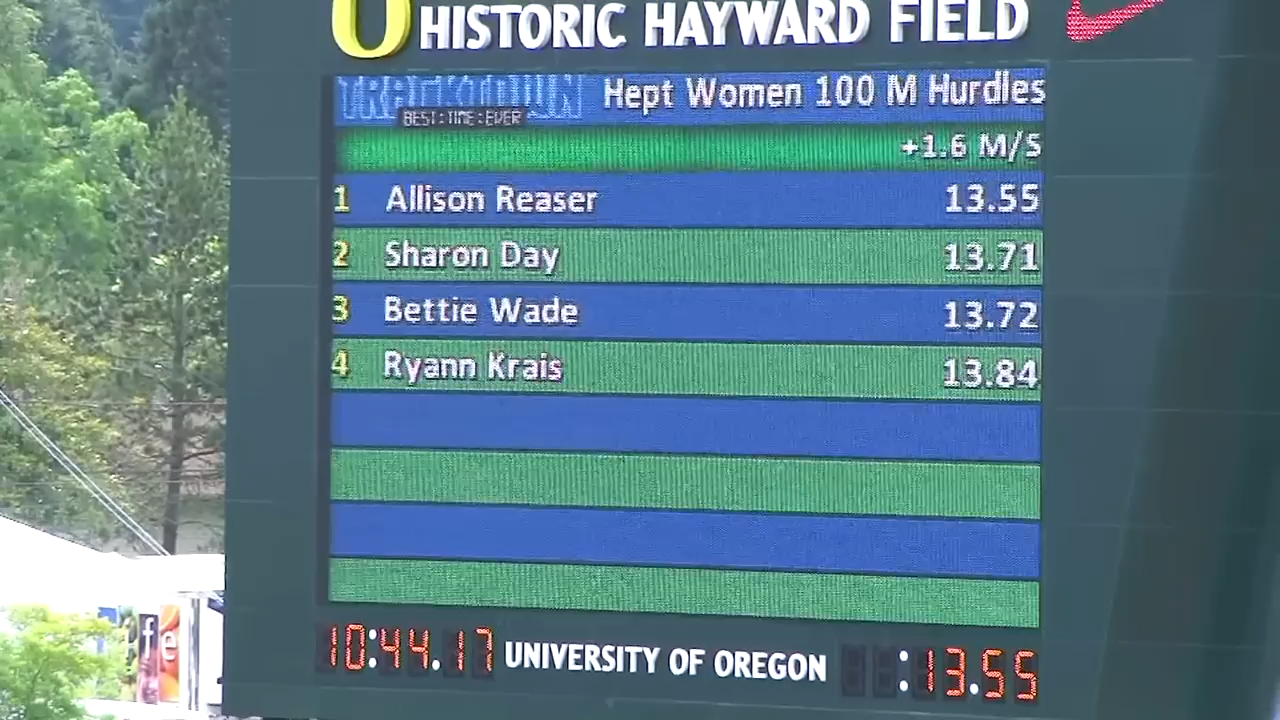 O HISTORIC HAYWARD FIELD
TRACKTOWN Hept Women 100 M Hurdles
BEST:TIME:EVER
+1.6 M/S
1 Allison Reaser 13.55
2 Sharon Day 13.71
3 Bettie Wade 13.72
4 Ryann Krais 13.84
10:44.17 UNIVERSITY OF OREGON :13.55
fe